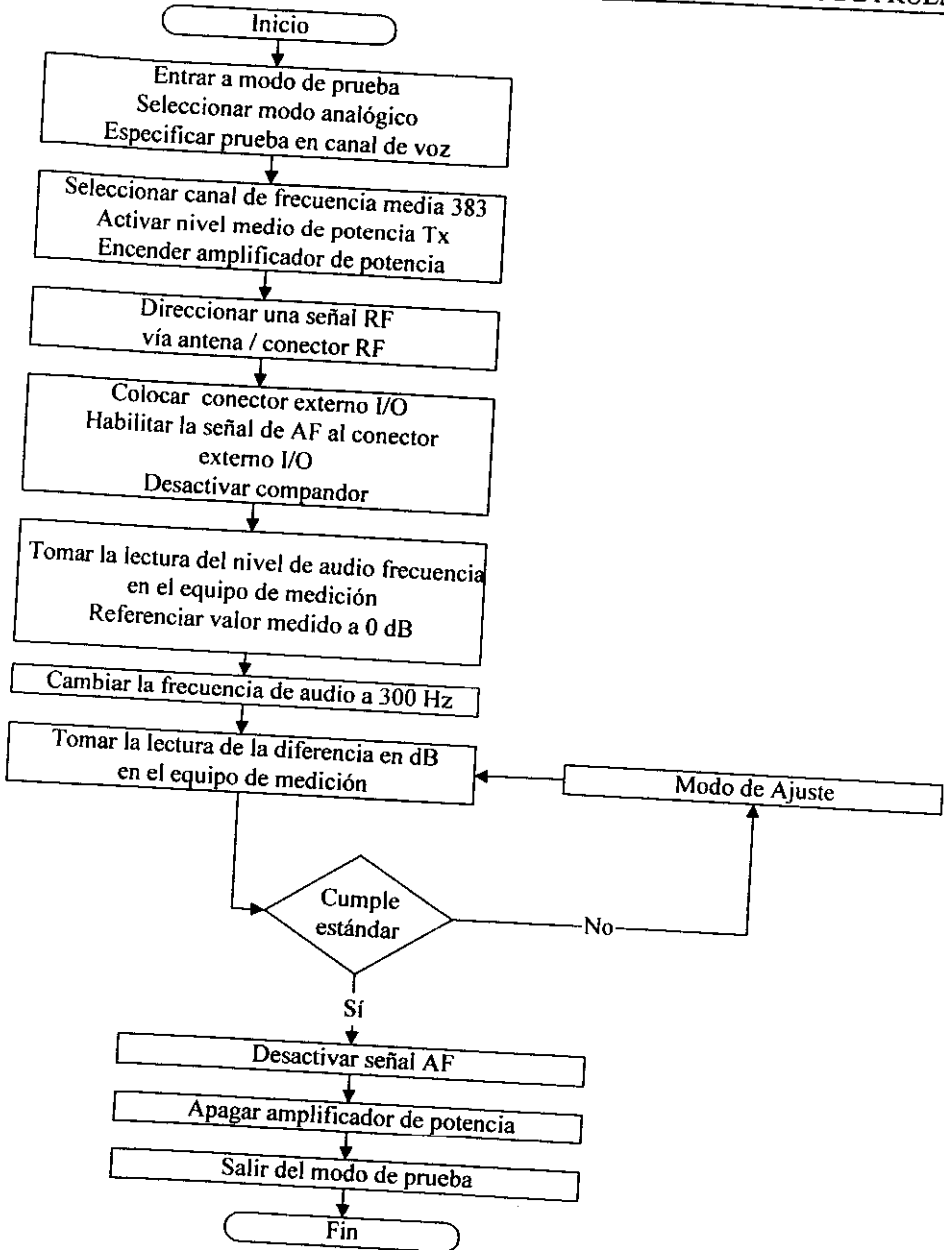 Inicio
Entrar a modo de prueba
Seleccionar modo analógico
Especificar prueba en canal de voz
Seleccionar canal de frecuencia media 383
Activar nivel medio de potencia Tx
Encender amplificador de potencia
Direccionar una señal RF
vía antena / conector RF
Colocar conector externo I/O
Habilitar la señal de AF al conector
externo I/O
Desactivar compandor
Tomar la lectura del nivel de audio frecuencia
en el equipo de medición
Referenciar valor medido a 0 dB
Cambiar la frecuencia de audio a 300 Hz
Tomar la lectura de la diferencia en dB
en el equipo de medición
Modo de Ajuste
Cumple
estándar
No
Sí
Desactivar señal AF
Apagar amplificador de potencia
Salir del modo de prueba
Fin